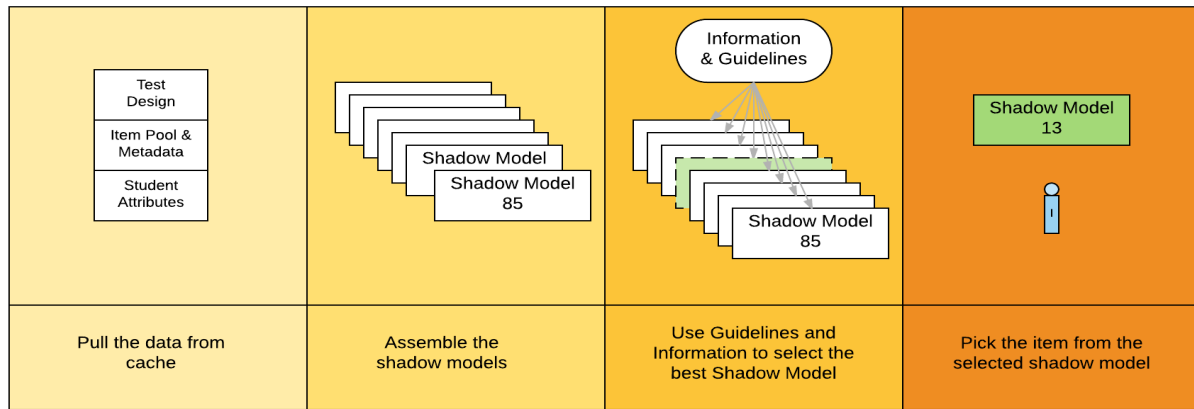 Test
Design
Item Pool &
Metadata
Student
Attributes
Pull the data from
cache
Shadow Model
Shadow Model
85
Assemble the
shadow models
Information
& Guidelines
Shadow Model
85
Use Guidelines and
Information to select the
best Shadow Model
Shadow Model
13
I
Pick the item from the
selected shadow model